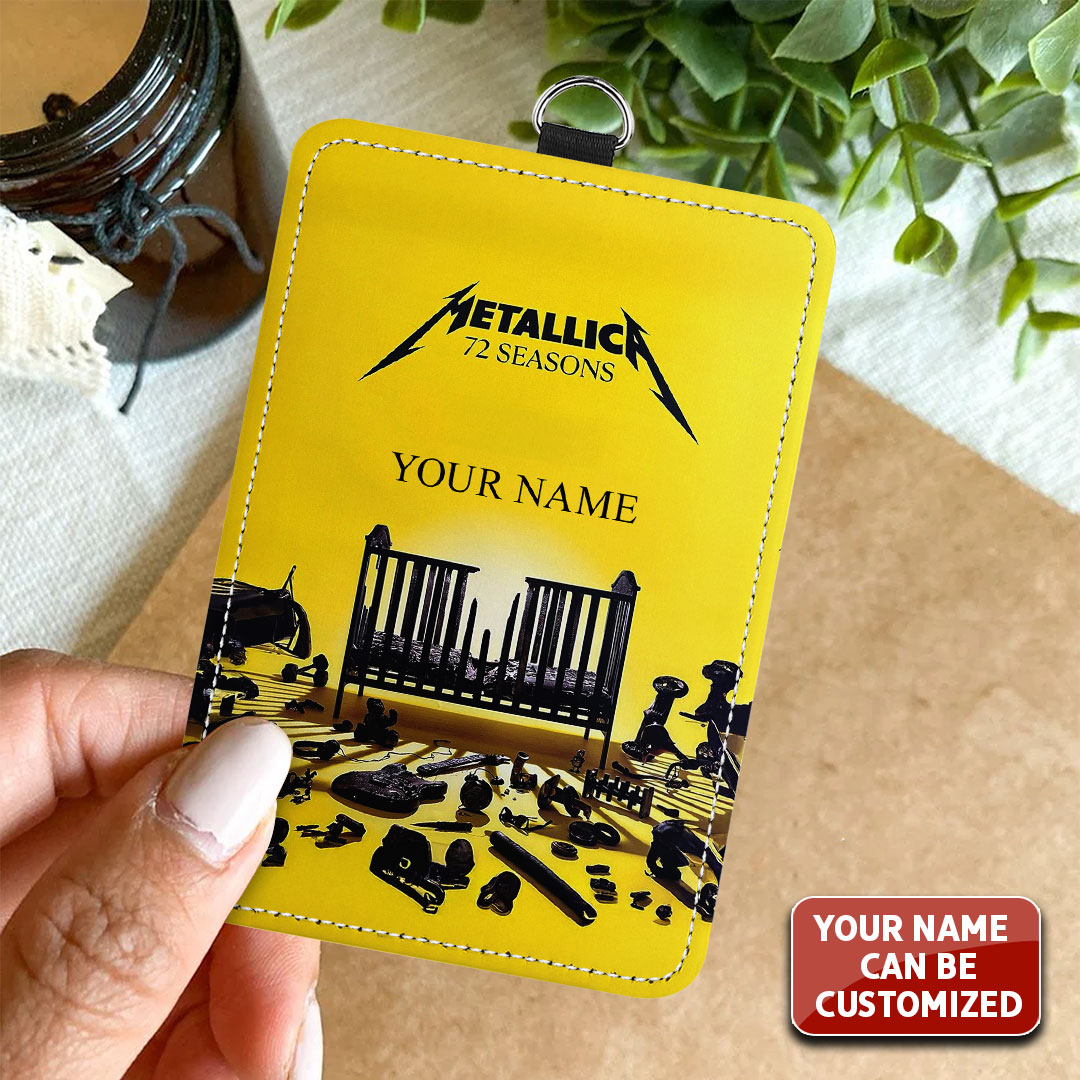 METALLICA
72 SEASONS
YOUR NAME
YOUR NAME
CAN BE
CUSTOMIZED